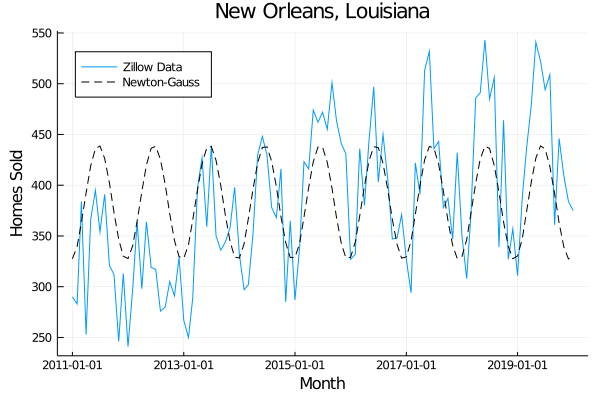 New Orleans, Louisiana
550
500
450
400
350
300
250
Homes Sold
Zillow Data
Newton-Gauss
2011-01-01
2013-01-01
2015-01-01
2017-01-01
2019-01-01
Month